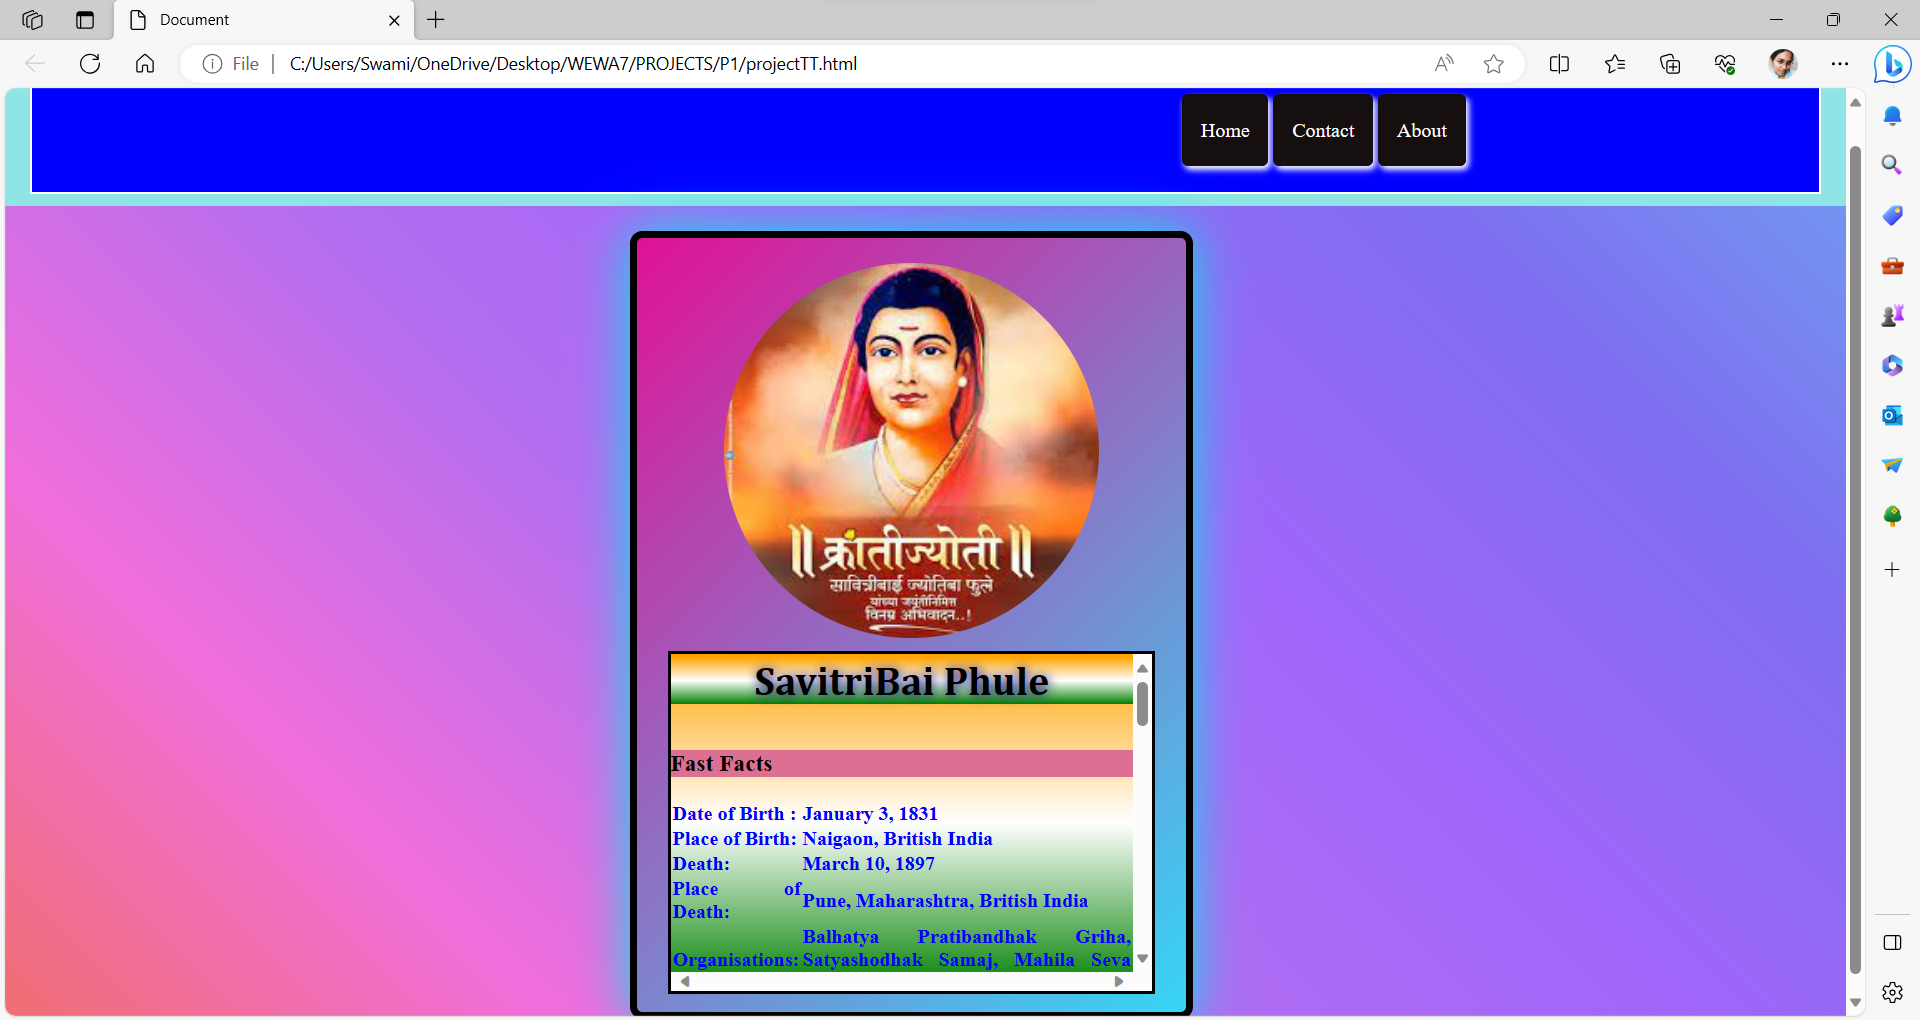 Document
File
C:/Users/Swami/OneDrive/Desktop/WEWA7/PROJECTS/P1/projectTT.html
Home Contact About
॥ क्रांतीज्योती ॥
सावित्रीबाई ज्योतिबा फुले
यांच्या जयंतीनिमित्त
विनम्र अभिवादन..!
SavitriBai Phule
Fast Facts
Date of Birth : January 3, 1831
Place of Birth: Naigaon, British India
Death: March 10, 1897
Place of Death: Pune, Maharashtra, British India
Balhatya Pratibandhak Griha,
Organisations: Satyashodhak Samaj, Mahila Seva